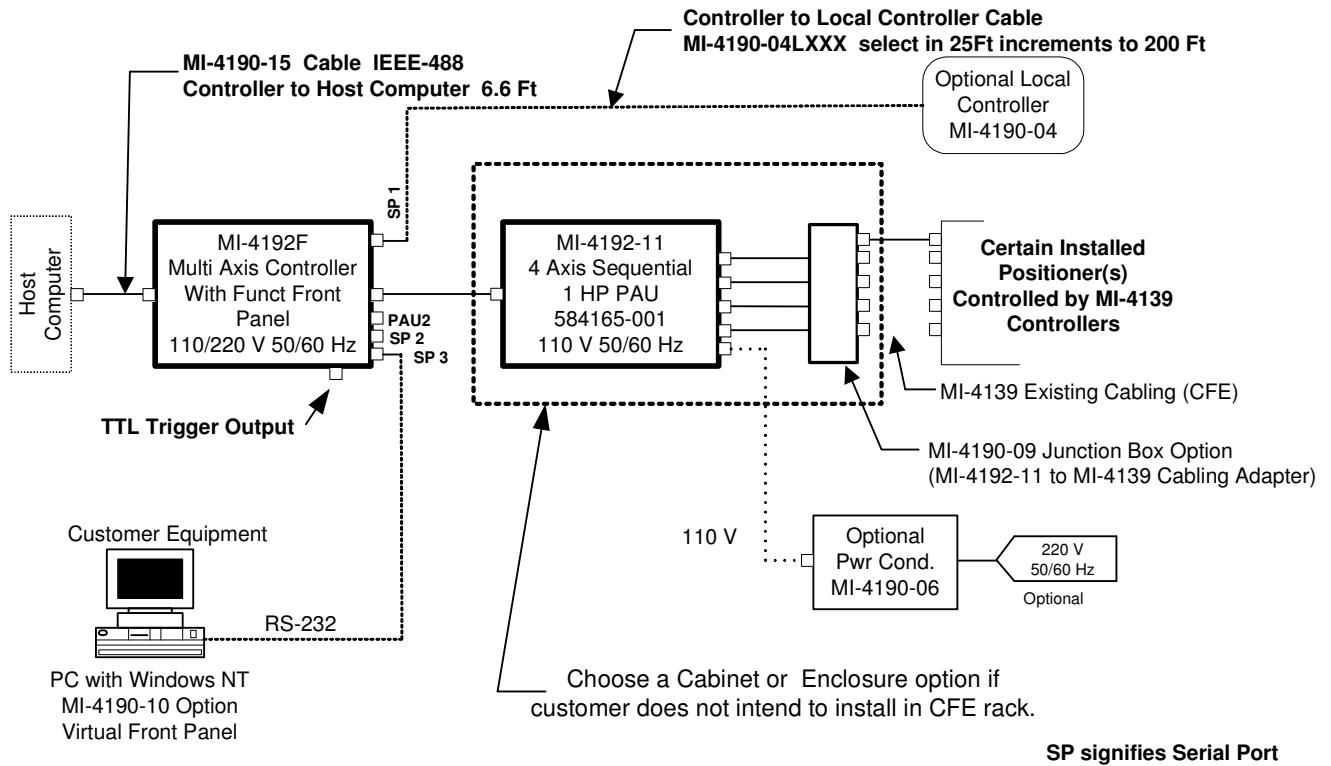 Controller to Local Controller Cable
MI-4190-04LXXX select in 25Ft increments to 200 Ft
MI-4190-15 Cable IEEE-488
Controller to Host Computer 6.6 Ft
Optional Local
Controller
MI-4190-04
SP 1
Host
Computer
MI-4192F
Multi Axis Controller
With Funct Front
Panel
110/220 V 50/60 Hz
PAU2
SP 2
SP 3
MI-4192-11
4 Axis Sequential
1 HP PAU
584165-001
110 V 50/60 Hz
Certain Installed
Positioner(s)
Controlled by MI-4139
Controllers
TTL Trigger Output
MI-4139 Existing Cabling (CFE)
MI-4190-09 Junction Box Option
(MI-4192-11 to MI-4139 Cabling Adapter)
Customer Equipment
RS-232
PC with Windows NT
MI-4190-10 Option
Virtual Front Panel
110 V
Optional
Pwr Cond.
MI-4190-06
220 V
50/60 Hz
Optional
Choose a Cabinet or Enclosure option if
customer does not intend to install in CFE rack.
SP signifies Serial Port